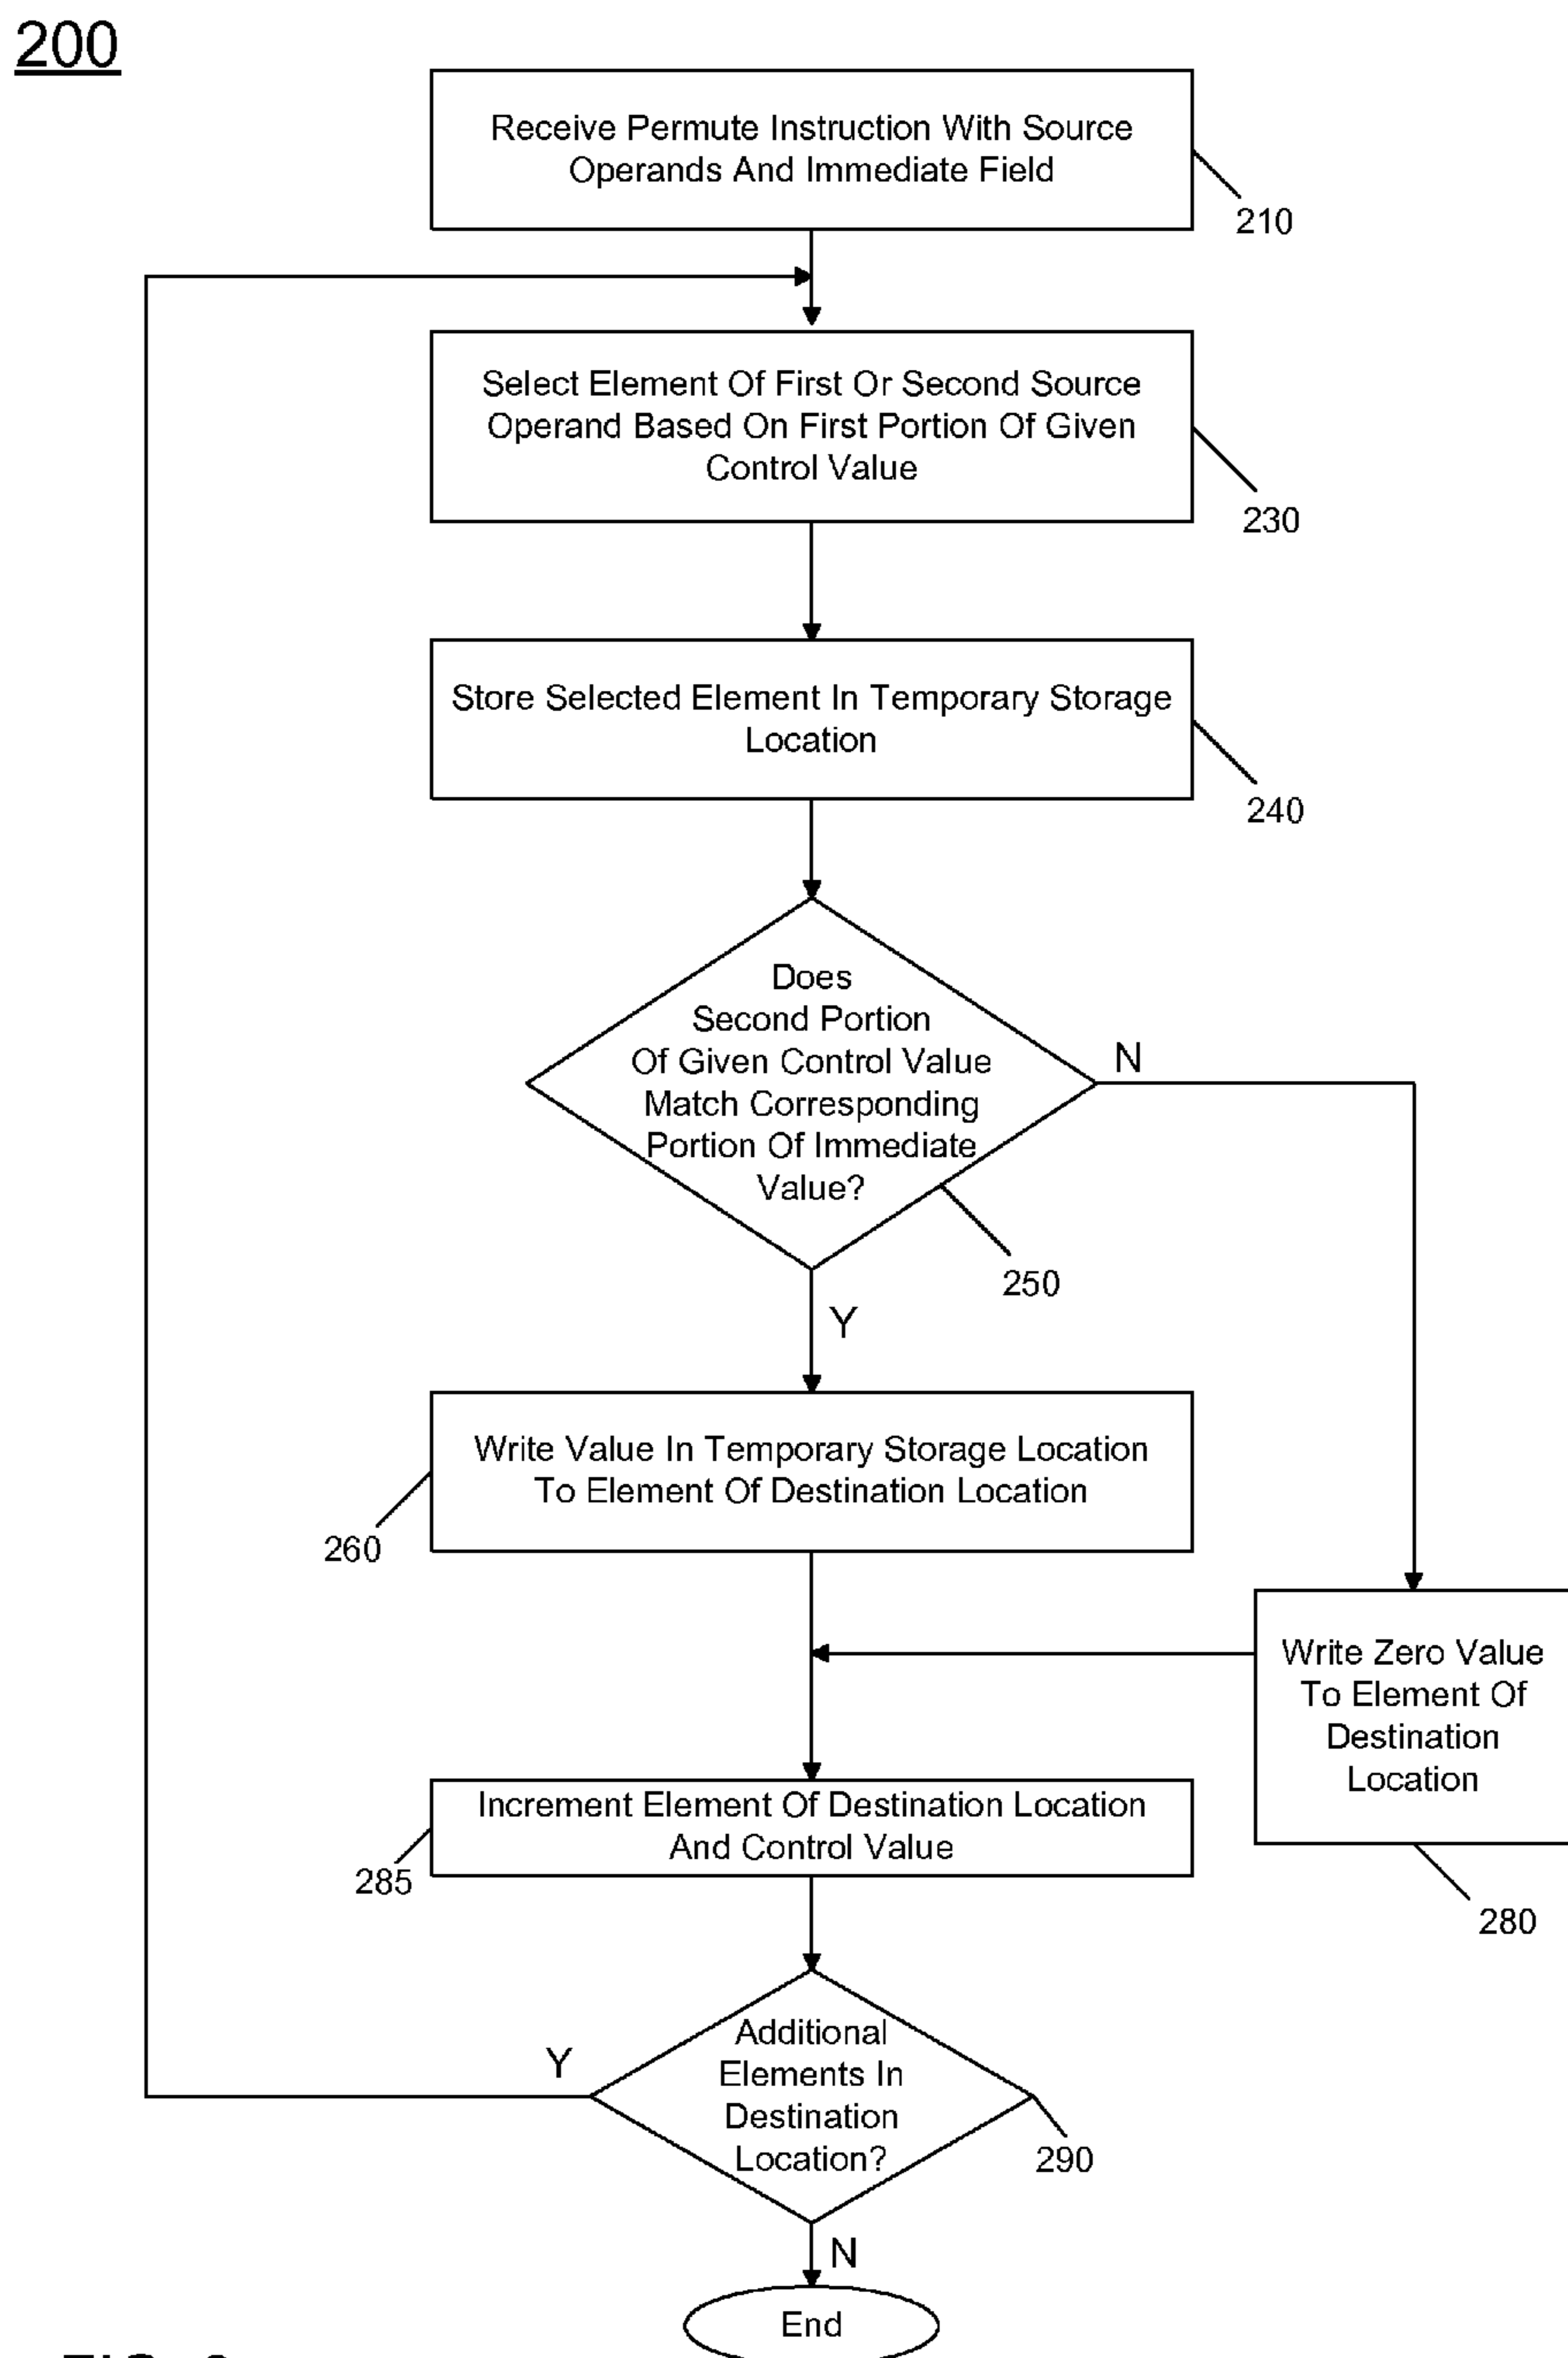 200
Receive Permute Instruction With Source
Operands And Immediate Field
210
Select Element Of First Or Second Source
Operand Based On First Portion Of Given
Control Value
230
Store Selected Element In Temporary Storage
Location
240
Does
Second Portion
Of Given Control Value
Match Corresponding
Portion Of Immediate
Value?
N
250
Y
Write Value In Temporary Storage Location
To Element Of Destination Location
260
Write Zero Value
To Element Of
Destination
Location
280
Increment Element Of Destination Location
And Control Value
285
Additional
Elements In
Destination
Location?
Y
290
N
End